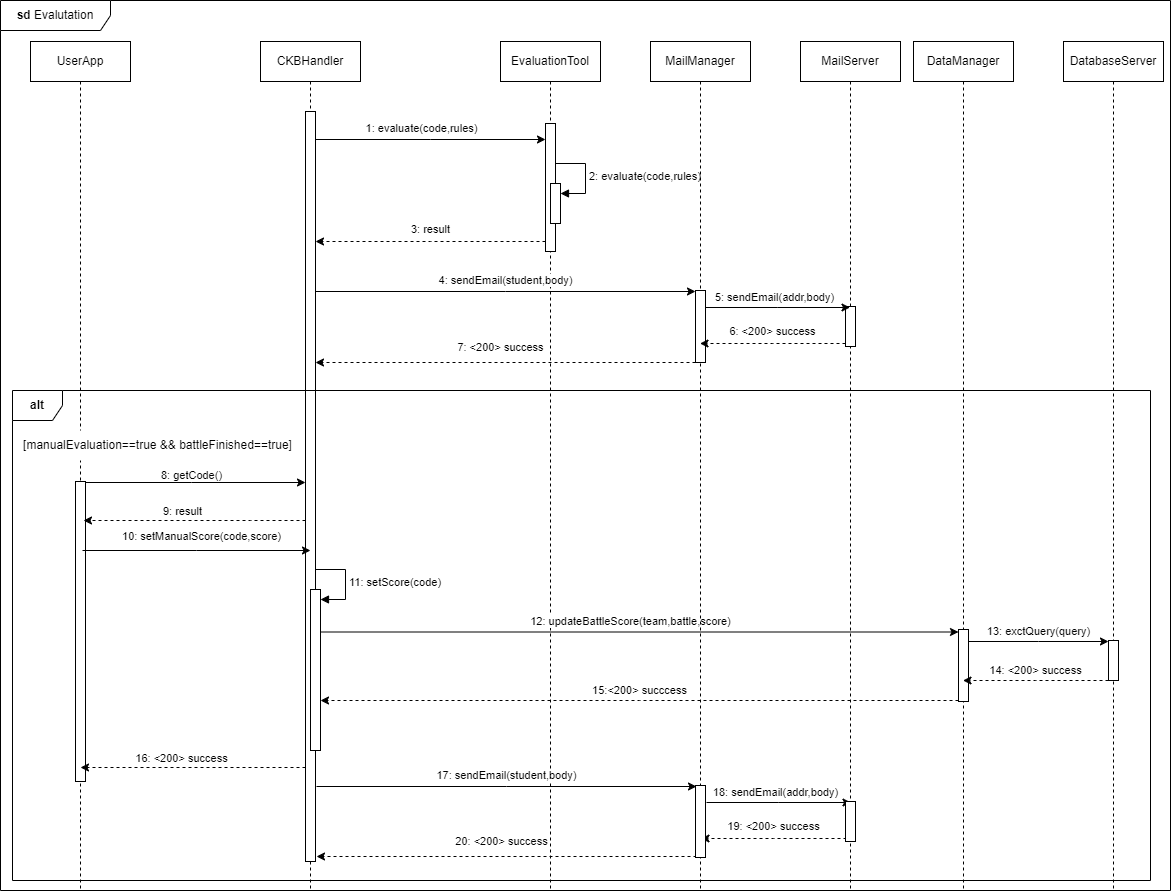 sd Evalutation
UserApp
CKBHandler
EvaluationTool
MailManager
MailServer
DataManager
DatabaseServer
1: evaluate(code,rules)
2: evaluate(code,rules)
3: result
4: sendEmail(student,body)
5: sendEmail(addr,body)
6: <200> success
7: <200> success
alt
[manualEvaluation==true && battleFinished==true]
8: getCode()
9: result
10: setManualScore(code,score)
11: setScore(code)
12: updateBattleScore(team,battle,score)
13: exctQuery(query)
14: <200> success
15:<200> succcess
16: <200> success
17: sendEmail(student,body)
18: sendEmail(addr,body)
19: <200> success
20: <200> success